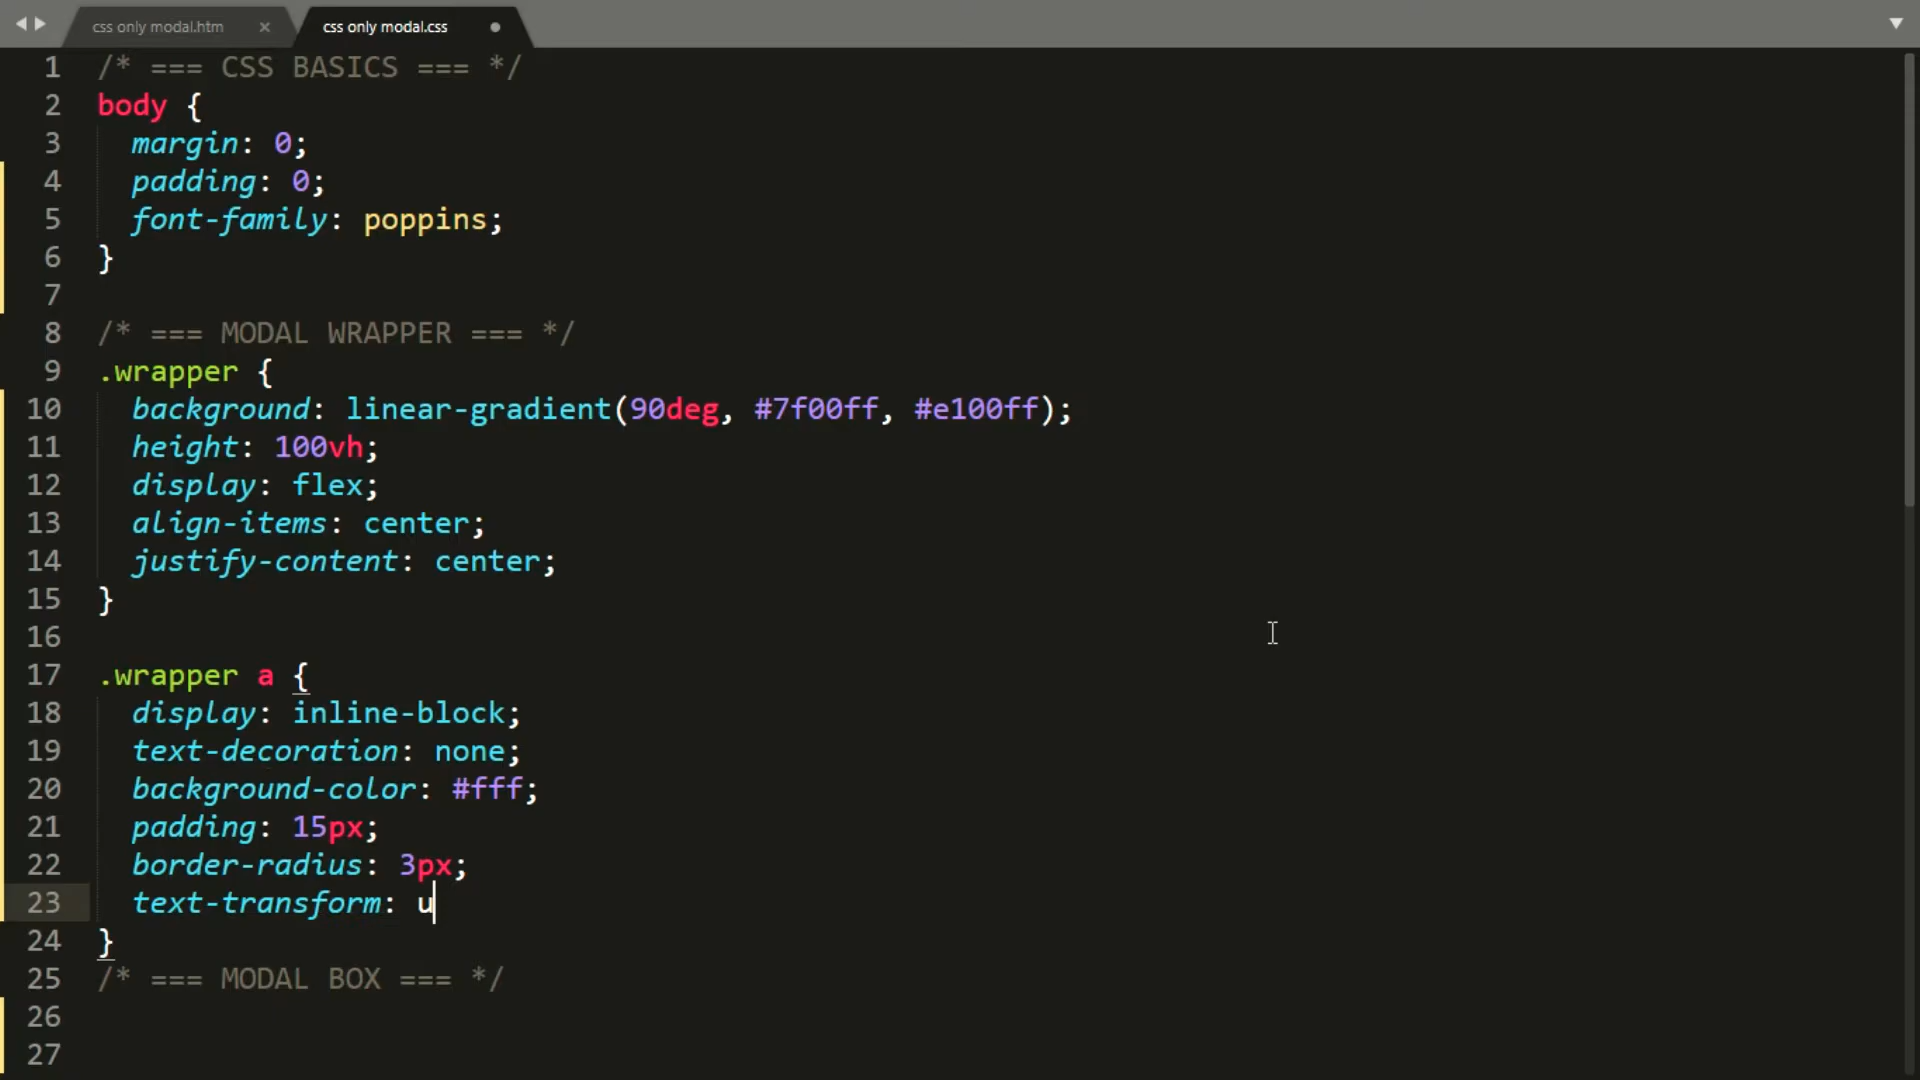 css only modal.htm ×
css only modal.css
1 /* === CSS BASICS === */
2 body {
3 margin: 0;
4 padding: 0;
5 font-family: poppins;
6 }
7
8 /* === MODAL WRAPPER === */
9 .wrapper {
10 background: linear-gradient(90deg, #7f00ff, #e100ff);
11 height: 100vh;
12 display: flex;
13 align-items: center;
14 justify-content: center;
15 }
16
17 .wrapper a {
18 display: inline-block;
19 text-decoration: none;
20 background-color: #fff;
21 padding: 15px;
22 border-radius: 3px;
23 text-transform: u
24 }
25 /* === MODAL BOX === */
26
27